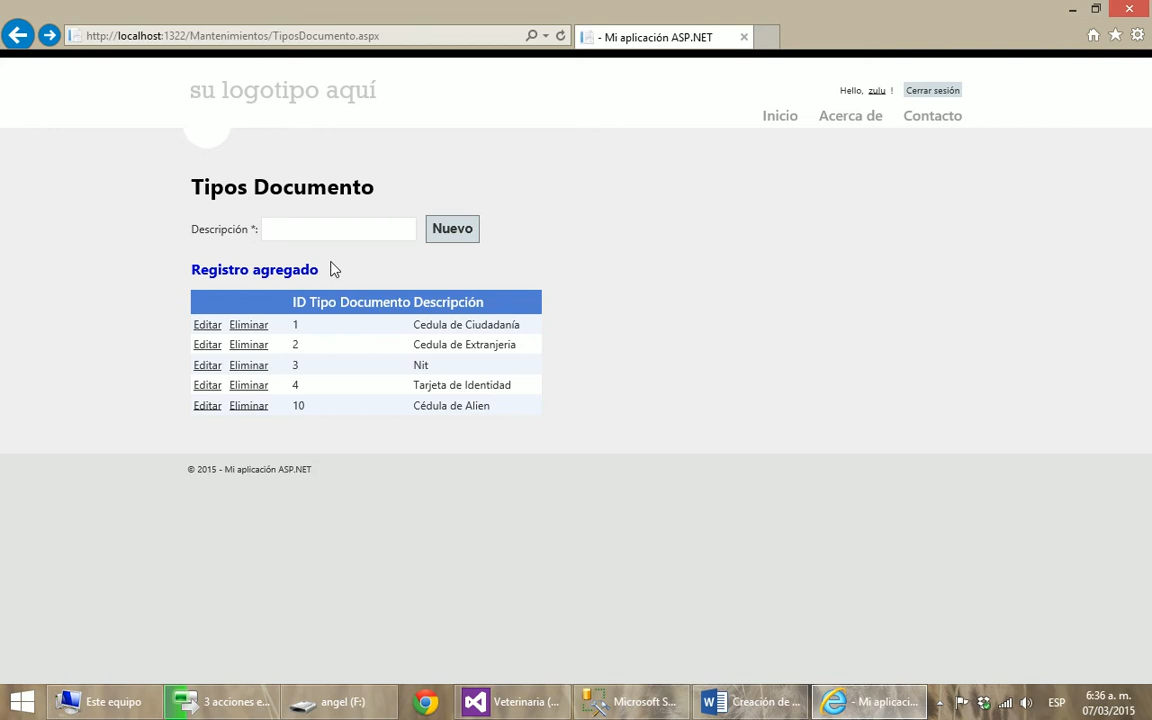 http://localhost:1322/Mantenimientos/TiposDocumento.aspx
- Mi aplicación ASP.NET
su logotipo aquí
Hello, zulu ! Cerrar sesión
Inicio Acerca de Contacto
Tipos Documento
Descripción *: Nuevo
Registro agregado
ID Tipo Documento Descripción
Editar Eliminar 1 Cedula de Ciudadanía
Editar Eliminar 2 Cedula de Extranjeria
Editar Eliminar 3 Nit
Editar Eliminar 4 Tarjeta de Identidad
Editar Eliminar 10 Cédula de Alien
© 2015 - Mi aplicación ASP.NET
Este equipo 3 acciones e... angel (F:) Veterinaria (... Microsoft S... Creación de ... - Mi aplicaci... ESP 6:36 a. m.
07/03/2015